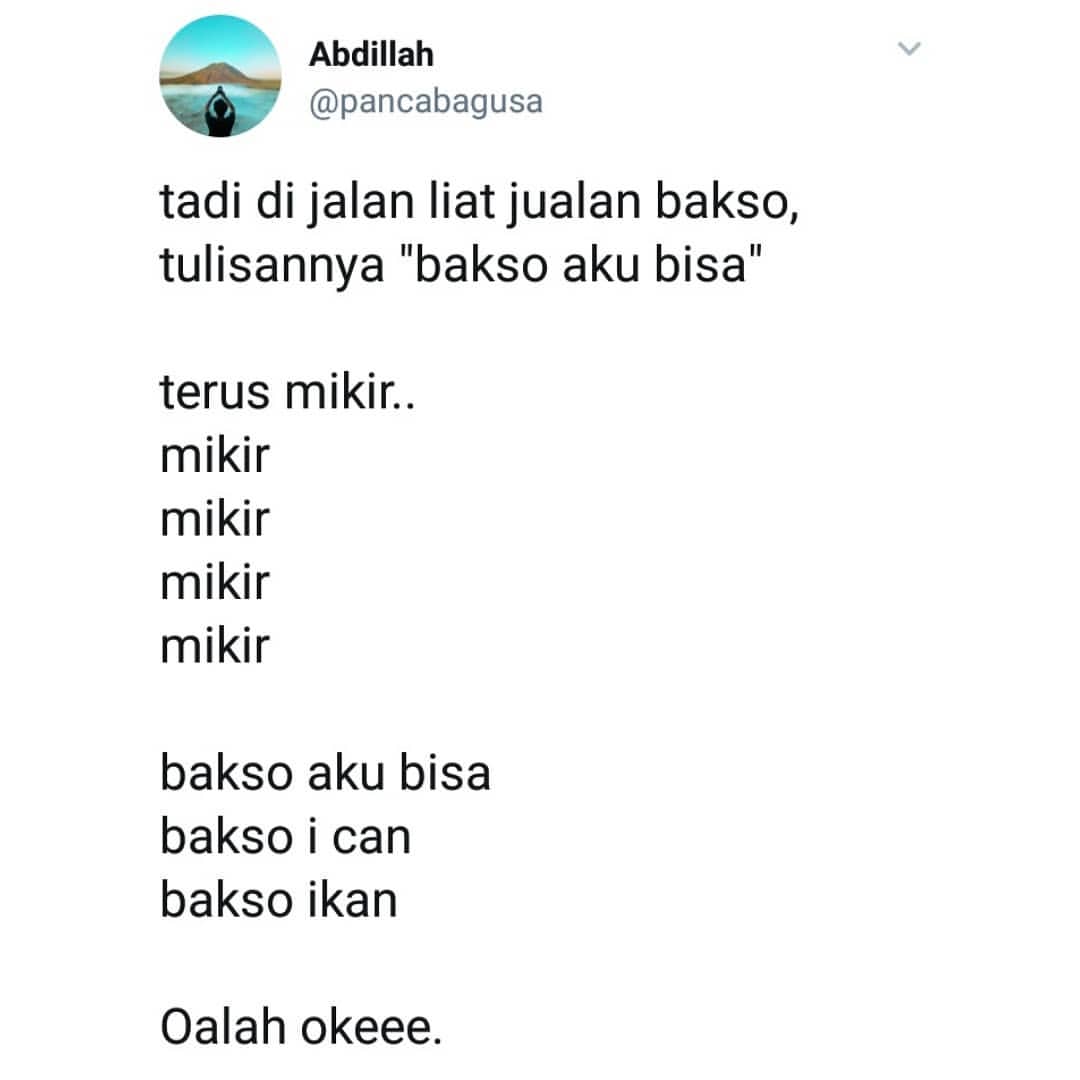 Abdillah
@pancabagusa
tadi di jalan liat jualan bakso,
tulisannya "bakso aku bisa"
terus mikir..
mikir
mikir
mikir
mikir
bakso aku bisa
bakso i can
bakso ikan
Oalah okeee.